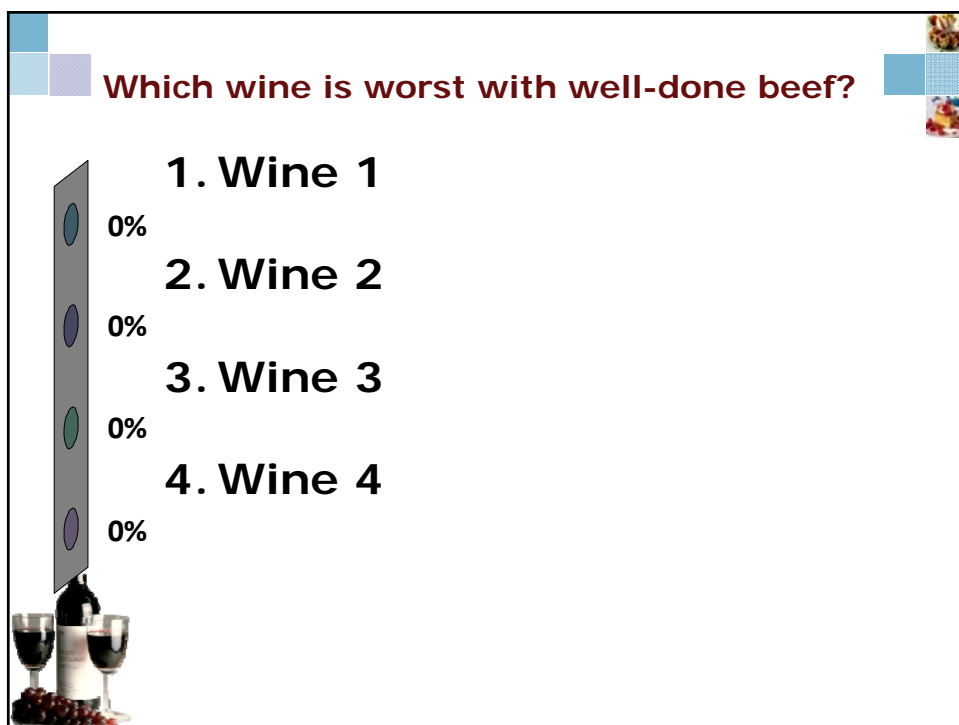 Which wine is worst with well-done beef?
1. Wine 1
0%
2. Wine 2
0%
3. Wine 3
0%
4. Wine 4
0%